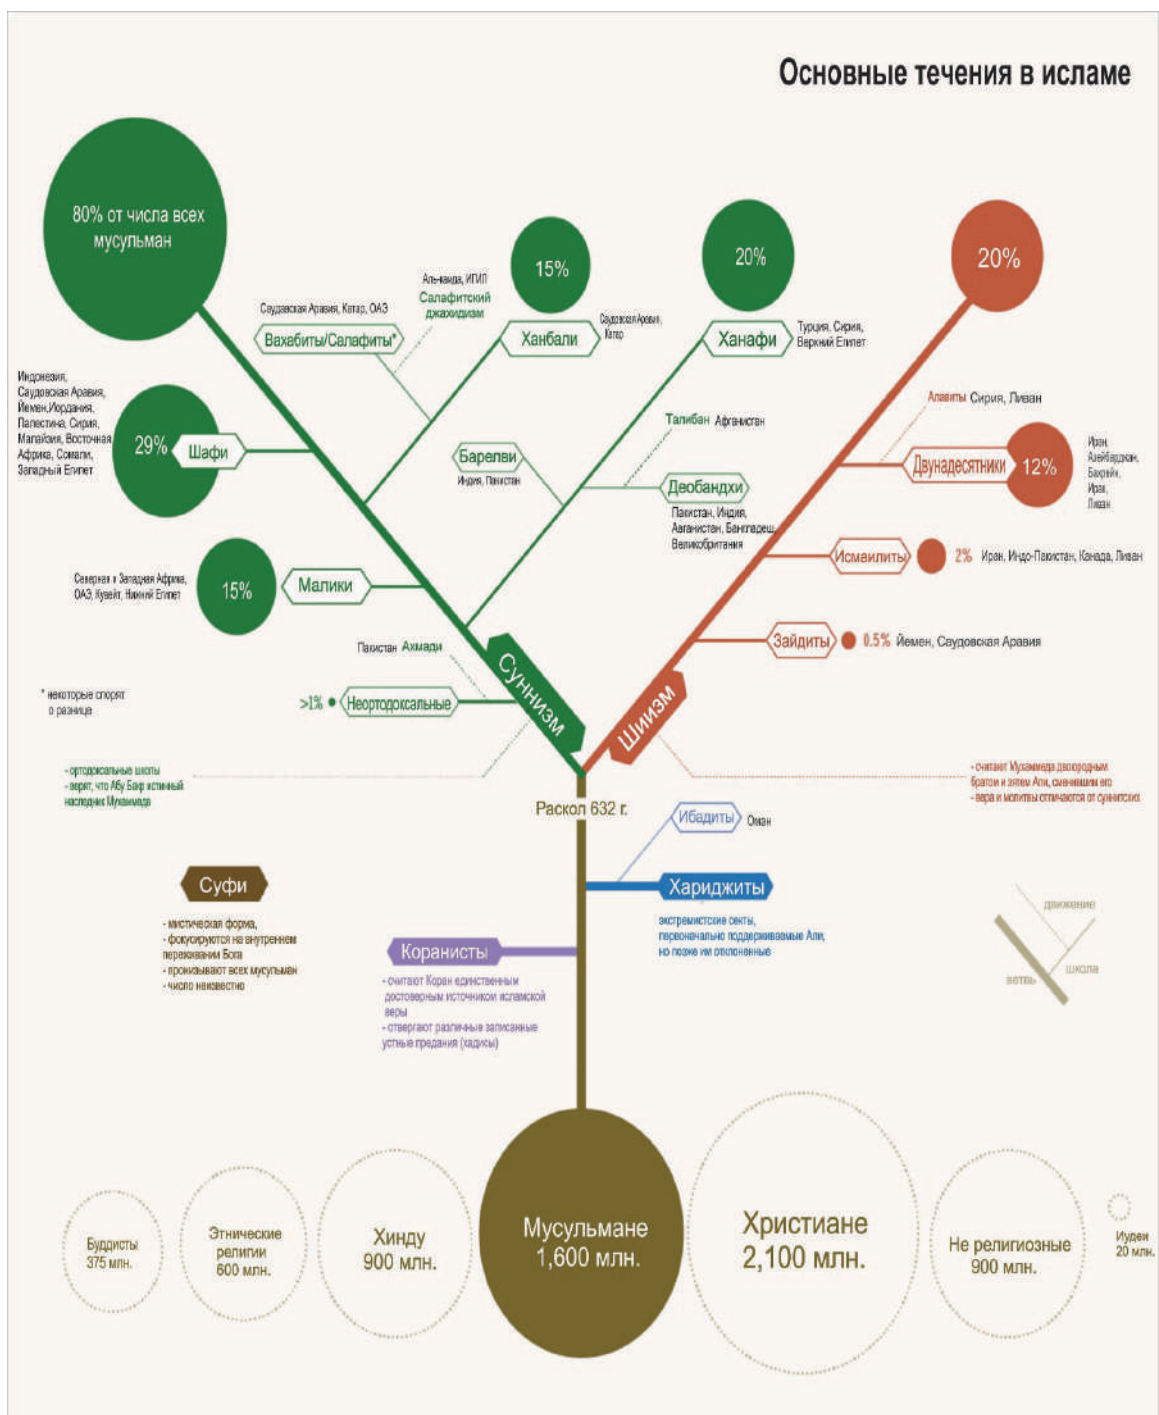 Основные течения в исламе
80% от числа всех
мусульман
15%
20%
20%
Аль-каида, ИГИЛ
Салафитский
джахидизм
Саудавская Аравия, Катар, ОАЭ
Вахабиты/Салафиты*
Ханбали
Саудовская Аравия,
Катар
Ханафи
Турция, Сирия,
Верхний Египет
Индонезия,
Саудовская Аравия,
Йемен,Иордания,
Палестина, Сирия,
Малайзия, Восточная
Африка, Сомали,
Западный Египет
29%
Шафи
Алавиты Сирия, Ливан
Талибан Афганистан
Барелви
Индия, Пакистан
Двунадесятники
12%
Иран,
Азейбарджан,
Бахрейн,
Ирак,
Ливан
Деобандхи
Пакистан, Индия,
Авганистан, Бангладеш,
Великобритания
Исмаилиты
2%
Иран, Индо-Пакистан, Канада, Ливан
Северная и Западная Африка,
ОАЭ, Кувейт, Нижний Египет
15%
Малики
Зайдиты
0.5% Йемен, Саудовская Аравия
Пакистан Ахмади
Суннизм
Шиизм
* некоторые спорят
о разнице
>1%
Неортодоксальные
- ортодоксальные школы
- верят, что Абу Бакр истинный
наследник Мухаммеда
- считают Мухаммеда двоюродным
братом и зятем Али, сменившим его
- вера и молитвы отличаются от суннитских
Раскол 632 г.
Ибадиты
Оман
Суфи
- мистическая форма,
- фокусируются на внутреннем
переживании Бога
- пронизывают всех мусульман
- число неизвестно
Хариджиты
экстремистские секты,
первоначально поддерживаемые Али,
но позже им отклоненные
Коранисты
- считают Коран единственным
достоверным источником исламской
веры
- отвергают различные записанные
устные предания (хадисы)
движение
школа
ветвь
Буддисты
375 млн.
Этнические
религии
600 млн.
Хинду
900 млн.
Мусульмане
1,600 млн.
Христиане
2,100 млн.
Не религиозные
900 млн.
Иудеи
20 млн.